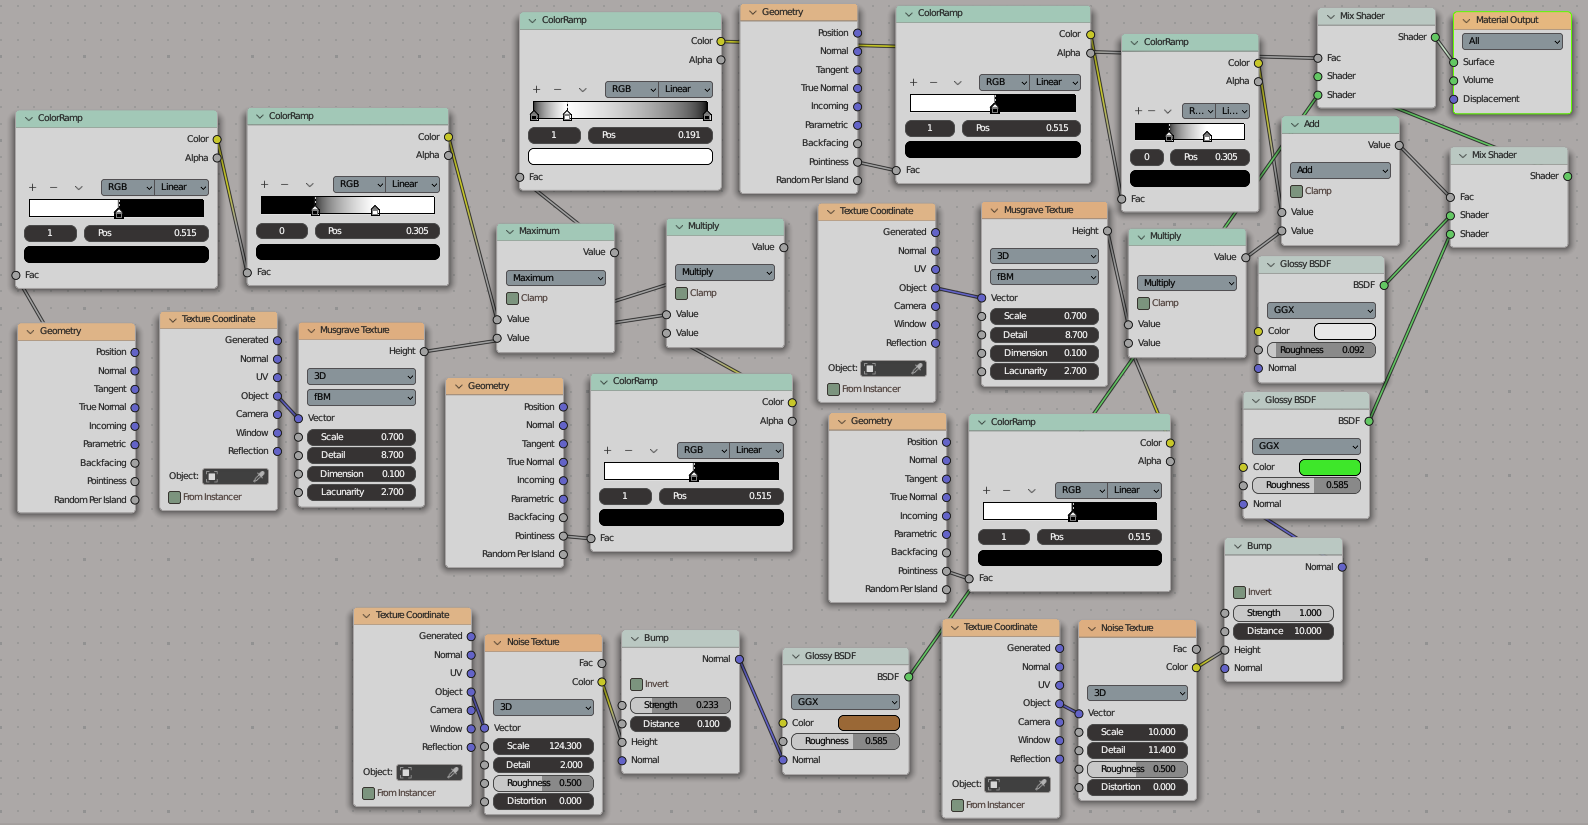 ColorRamp
Color
Alpha
RGB Linear
1 Pos 0.515
Fac
ColorRamp
Color
Alpha
RGB Linear
0 Pos 0.305
Fac
ColorRamp
Color
Alpha
RGB Linear
1 Pos 0.191
Fac
Geometry
Position
Normal
Tangent
True Normal
Incoming
Parametric
Backfacing
Pointiness
Random Per Island
ColorRamp
Color
Alpha
RGB Linear
1 Pos 0.515
Fac
ColorRamp
Color
Alpha
R... Li...
0 Pos 0.305
Fac
Mix Shader
Shader
Fac
Shader
Shader
Material Output
All
Surface
Volume
Displacement
Add
Value
Add
Clamp
Value
Value
Mix Shader
Shader
Fac
Shader
Shader
Geometry
Position
Normal
Tangent
True Normal
Incoming
Parametric
Backfacing
Pointiness
Random Per Island
Texture Coordinate
Generated
Normal
UV
Object
Camera
Window
Reflection
Object:
From Instancer
Musgrave Texture
Height
3D
fBM
Vector
Scale 0.700
Detail 8.700
Dimension 0.100
Lacunarity 2.700
Maximum
Value
Maximum
Clamp
Value
Value
Multiply
Value
Multiply
Clamp
Value
Value
Geometry
Position
Normal
Tangent
True Normal
Incoming
Parametric
Backfacing
Pointiness
Random Per Island
ColorRamp
Color
Alpha
RGB Linear
1 Pos 0.515
Fac
Texture Coordinate
Generated
Normal
UV
Object
Camera
Window
Reflection
Object:
From Instancer
Musgrave Texture
Height
3D
fBM
Vector
Scale 0.700
Detail 8.700
Dimension 0.100
Lacunarity 2.700
Multiply
Value
Multiply
Clamp
Value
Value
Glossy BSDF
BSDF
GGX
Color
Roughness 0.092
Normal
Glossy BSDF
BSDF
GGX
Color
Roughness 0.585
Normal
Geometry
Position
Normal
Tangent
True Normal
Incoming
Parametric
Backfacing
Pointiness
Random Per Island
ColorRamp
Color
Alpha
RGB Linear
1 Pos 0.515
Fac
Bump
Normal
Invert
Strength 1.000
Distance 10.000
Height
Normal
Texture Coordinate
Generated
Normal
UV
Object
Camera
Window
Reflection
Object:
From Instancer
Noise Texture
Fac
Color
3D
Vector
Scale 124.300
Detail 2.000
Roughness 0.500
Distortion 0.000
Bump
Normal
Invert
Strength 0.233
Distance 0.100
Height
Normal
Glossy BSDF
BSDF
GGX
Color
Roughness 0.585
Normal
Texture Coordinate
Generated
Normal
UV
Object
Camera
Window
Reflection
Object:
From Instancer
Noise Texture
Fac
Color
3D
Vector
Scale 10.000
Detail 11.400
Roughness 0.500
Distortion 0.000